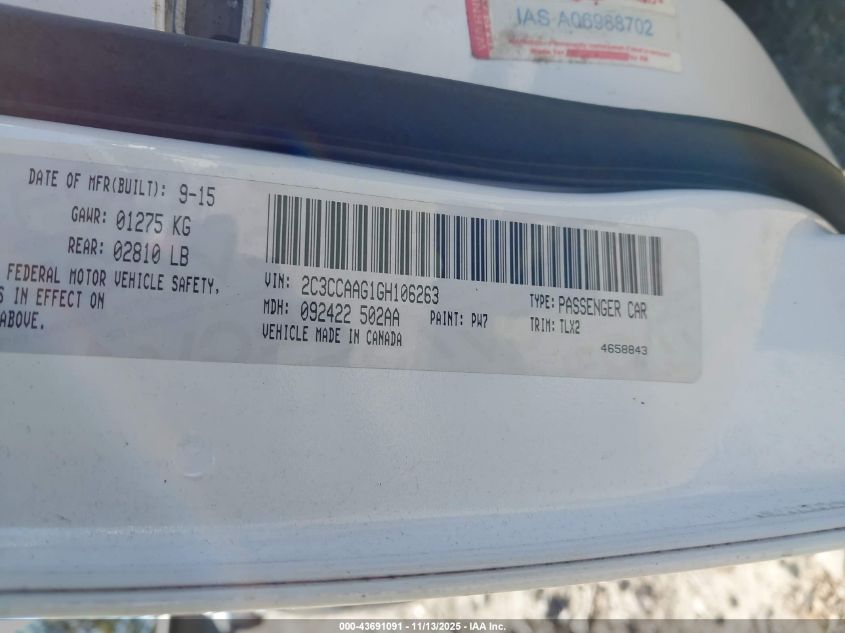 IAS A06988702
DATE OF MFR(BUILT): 9-15
GAWR: 01275 KG
REAR: 02810 LB
FEDERAL MOTOR VEHICLE SAFETY,
S IN EFFECT ON
ABOVE.
VIN: 2C3CCAAG1GH106263
MDH: 092422 502AA PAINT: PW7
VEHICLE MADE IN CANADA
TYPE: PASSENGER CAR
TRIM: TLX2
4658843
000-43691091 - 11/13/2025 - IAA Inc.